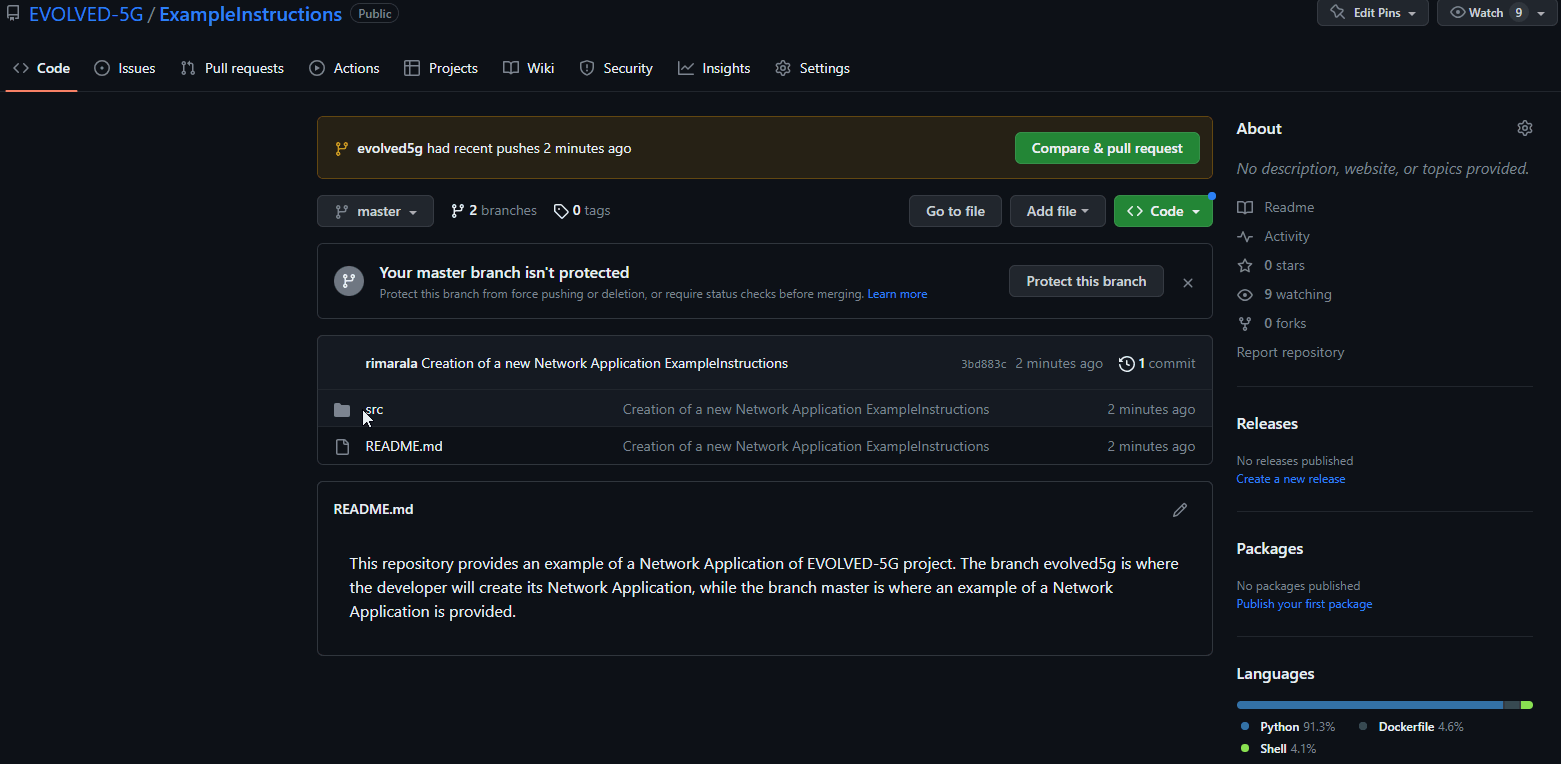 EVOLVED-5G / ExampleInstructions Public
Edit Pins Watch 9
Code Issues Pull requests Actions Projects Wiki Security Insights Settings
evolved5g had recent pushes 2 minutes ago Compare & pull request
master 2 branches 0 tags Go to file Add file <> Code
Your master branch isn't protected
Protect this branch from force pushing or deletion, or require status checks before merging. Learn more
Protect this branch
rimarala Creation of a new Network Application ExampleInstructions 3bd883c 2 minutes ago 1 commit
src Creation of a new Network Application ExampleInstructions 2 minutes ago
README.md Creation of a new Network Application ExampleInstructions 2 minutes ago
README.md
This repository provides an example of a Network Application of EVOLVED-5G project. The branch evolved5g is where
the developer will create its Network Application, while the branch master is where an example of a Network
Application is provided.
About
No description, website, or topics provided.
Readme
Activity
0 stars
9 watching
0 forks
Report repository
Releases
No releases published
Create a new release
Packages
No packages published
Publish your first package
Languages
Python 91.3% Dockerfile 4.6%
Shell 4.1%